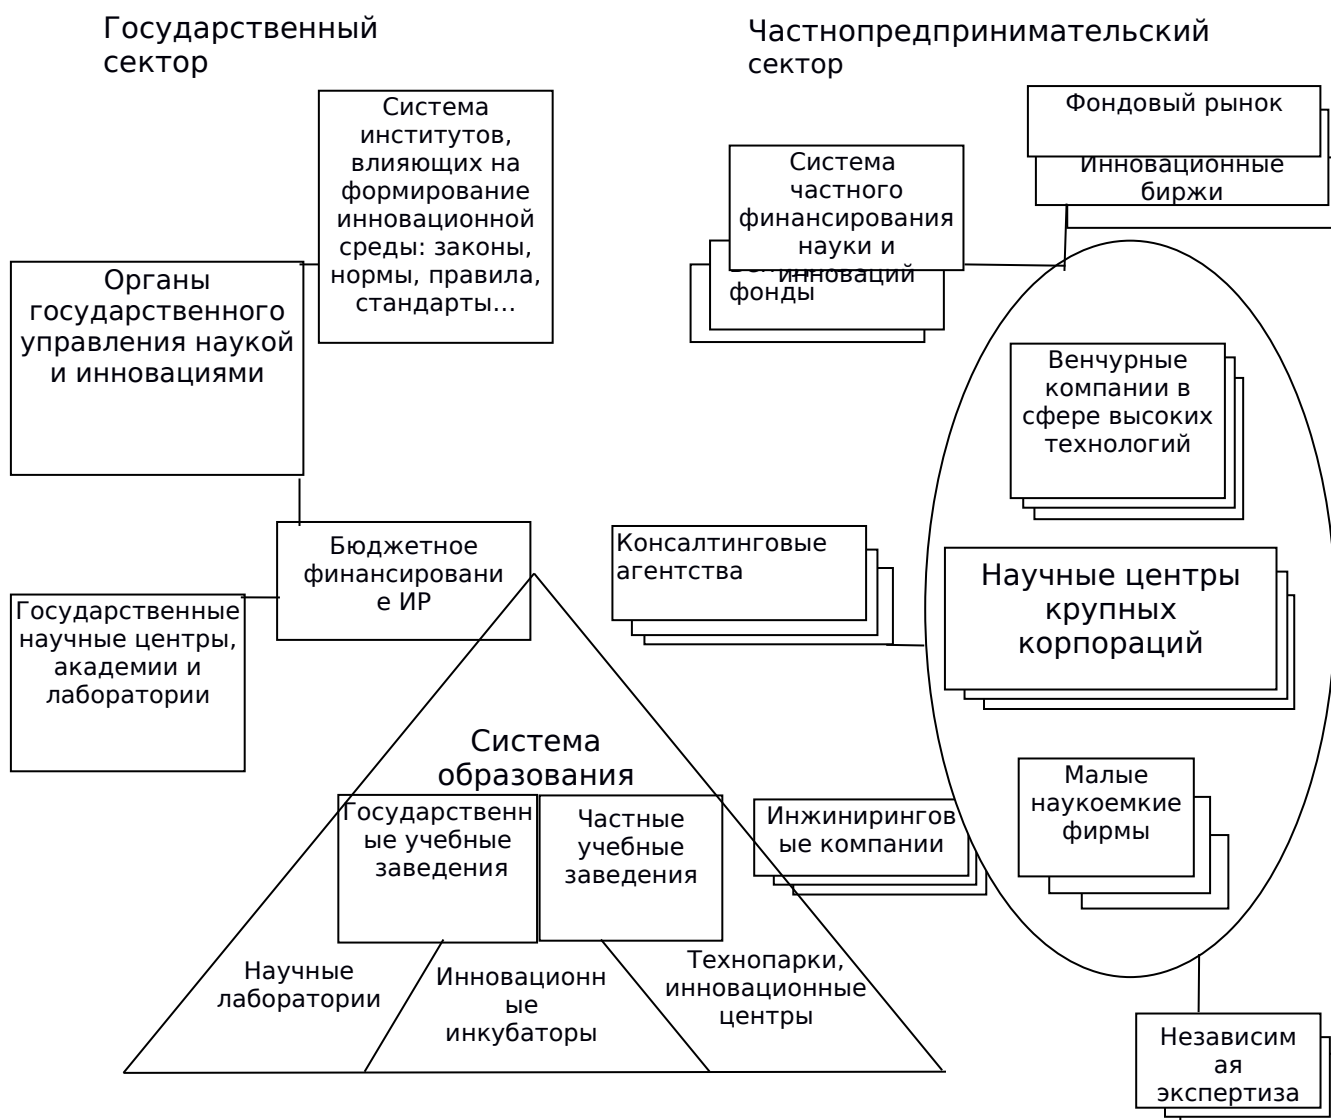 Государственный
сектор
Частнопредпринимательский
сектор
Система
институтов,
влияющих на
формирование
инновационной
среды: законы,
нормы, правила,
стандарты...
Органы
государственного
управления наукой
и инновациями
Бюджетное
финансировани
е ИР
Государственные
научные центры,
академии и
лаборатории
Фондовый рынок
Инновационные
биржи
Система
частного
финансирования
науки и
инноваций
фонды
Венчурные
компании в
сфере высоких
технологий
Консалтинговые
агентства
Научные центры
крупных
корпораций
Малые
наукоемкие
фирмы
Инжинирингов
ые компании
Система
образования
Государственн
ые учебные
заведения
Частные
учебные
заведения
Научные
лаборатории
Инновационн
ые
инкубаторы
Технопарки,
инновационные
центры
Независим
ая
экспертиза